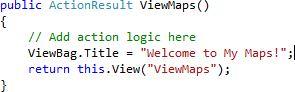 public ActionResult ViewMaps()
{
// Add action logic here
ViewBag.Title = "Welcome to My Maps!";
return this.View("ViewMaps");
}